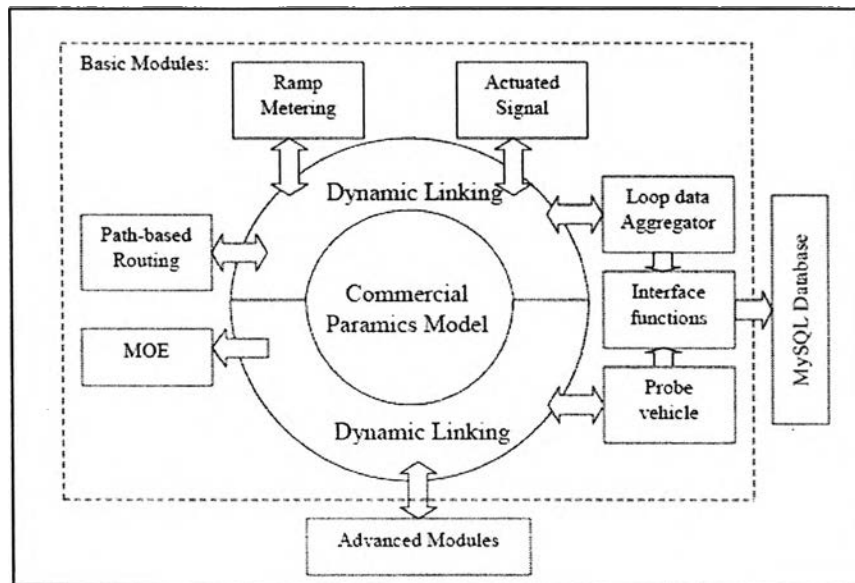 Basic Modules:
Ramp
Metering
Actuated
Signal
Dynamic Linking
Loop data
Aggregator
Path-based
Routing
Commercial
Paramics Model
Interface
functions
MySQL Database
MOE
Probe
vehicle
Dynamic Linking
Advanced Modules